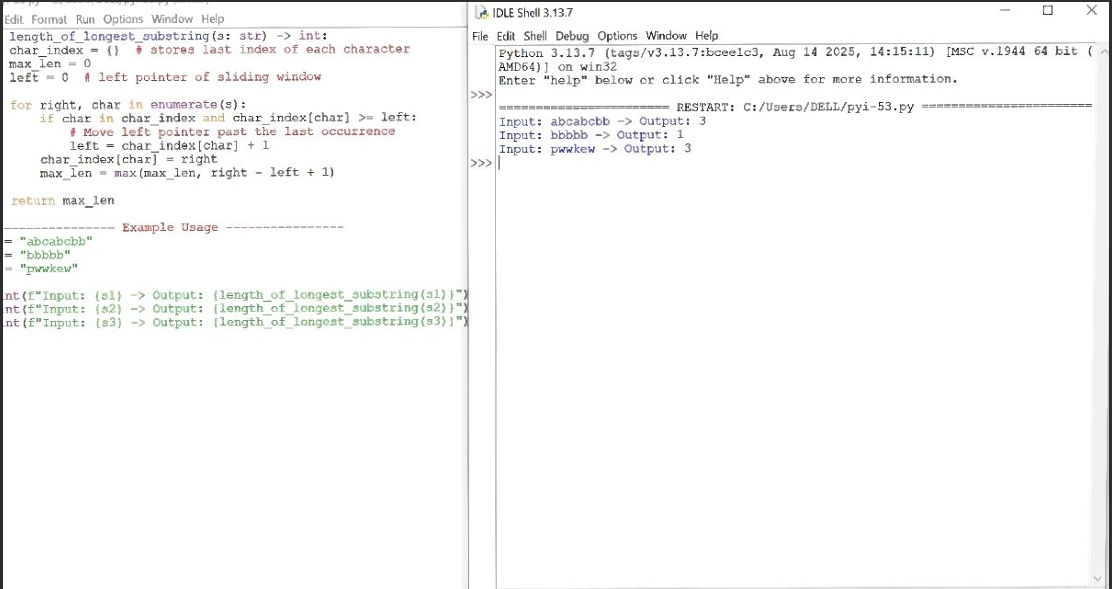 Edit Format Run Options Window Help
length_of_longest_substring(s: str) -> int:
char_index = {} # stores last index of each character
max_len = 0
left = 0 # left pointer of sliding window
for right, char in enumerate(s):
if char in char_index and char_index[char] >= left:
# Move left pointer past the last occurrence
left = char_index[char] + 1
char_index[char] = right
max_len = max(max_len, right - left + 1)
return max_len
--------------- Example Usage ----------------
= "abcabcbb"
= "bbbbb"
= "pwwkew"
int(f"Input: {s1} -> Output: {length_of_longest_substring(s1)}")
int(f"Input: {s2} -> Output: {length_of_longest_substring(s2)}")
int(f"Input: {s3} -> Output: {length_of_longest_substring(s3)}")
IDLE Shell 3.13.7
File Edit Shell Debug Options Window Help
Python 3.13.7 (tags/v3.13.7:bcee1c3, Aug 14 2025, 14:15:11) [MSC v.1944 64 bit (
AMD64)] on win32
Enter "help" below or click "Help" above for more information.
>>>
======================= RESTART: C:/Users/DELL/pyi-53.py =======================
Input: abcabcbb -> Output: 3
Input: bbbbb -> Output: 1
Input: pwwkew -> Output: 3
>>>